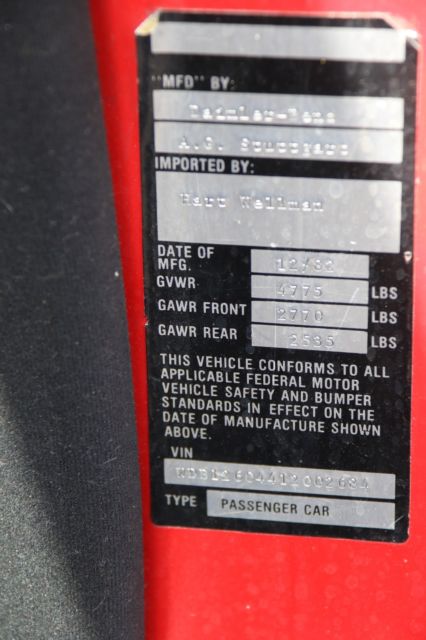 "MFD" BY:
Daimler-Benz
A.G. Stuttgart
IMPORTED BY:
Hart Wellman
DATE OF
MFG. 12/82
GVWR 4775 LBS
GAWR FRONT 2770 LBS
GAWR REAR 2535 LBS
THIS VEHICLE CONFORMS TO ALL
APPLICABLE FEDERAL MOTOR
VEHICLE SAFETY AND BUMPER
STANDARDS IN EFFECT ON THE
DATE OF MANUFACTURE SHOWN
ABOVE.
VIN
WDB11604412002684
TYPE PASSENGER CAR